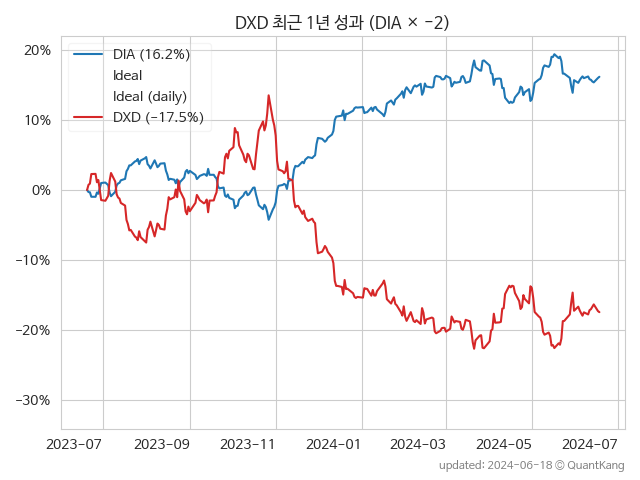 DXD 최근 1년 성과 (DIA × −2)
DIA (16.2%)
Ideal
Ideal (daily)
DXD (−17.5%)
20%
10%
0%
−10%
−20%
−30%
2023−07
2023−09
2023−11
2024−01
2024−03
2024−05
2024−07
updated: 2024-06-18 © QuantKang